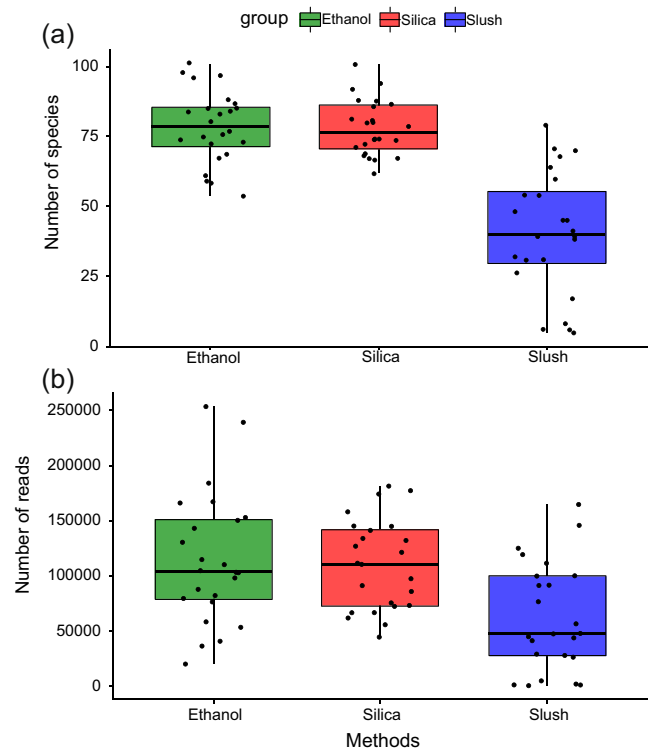 group Ethanol Silica Slush
(a)
Number of species
100
75
50
25
0
Ethanol Silica Slush
(b)
Number of reads
250000
200000
150000
100000
50000
0
Ethanol Silica Slush
Methods